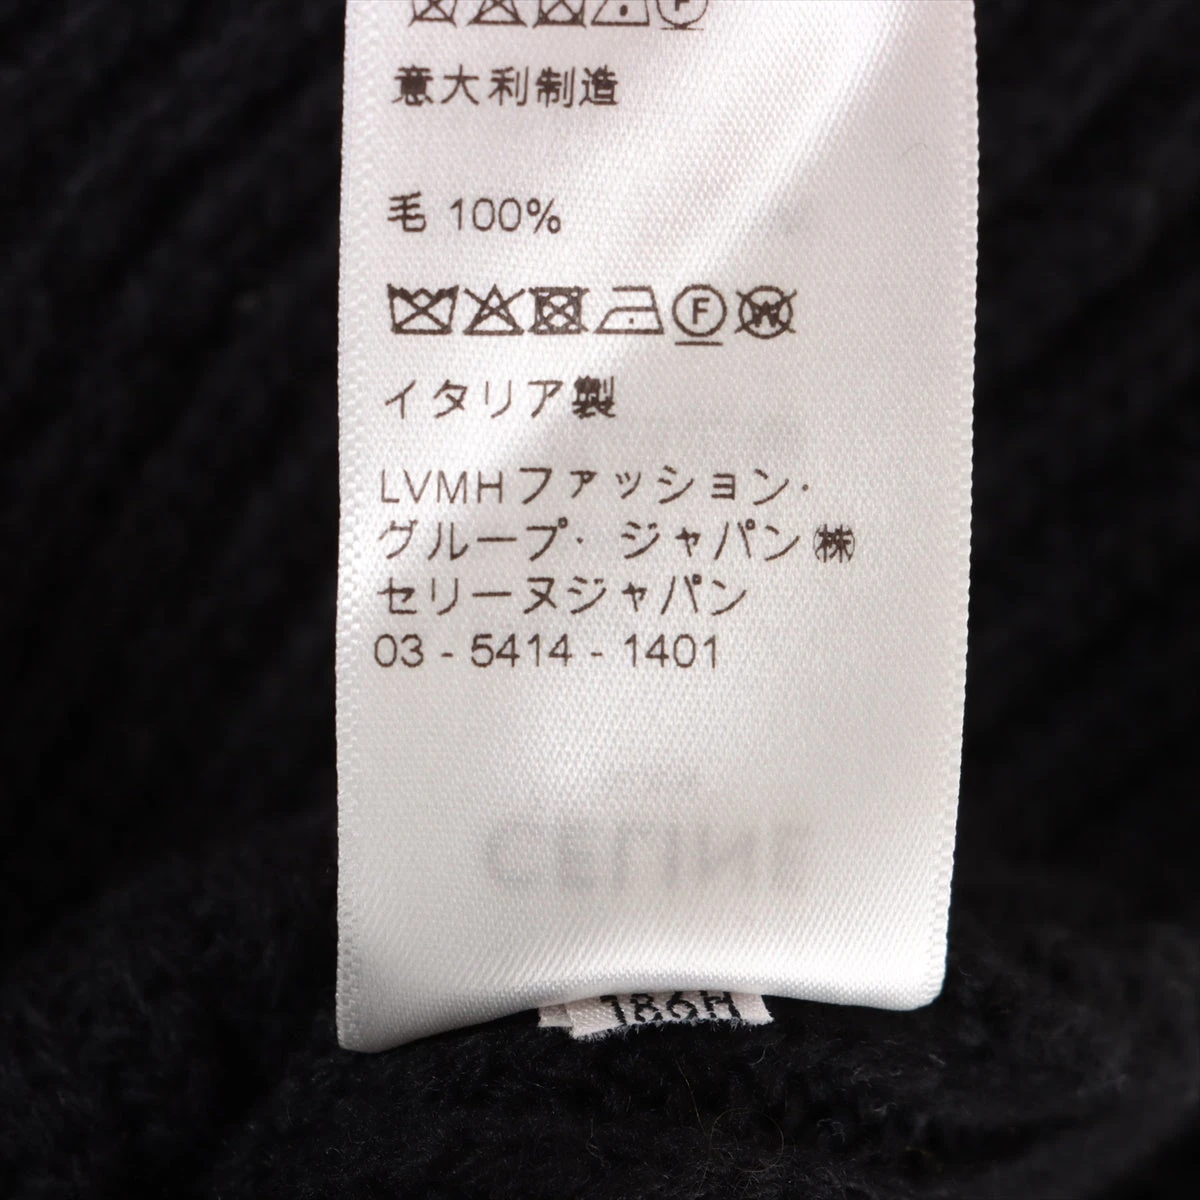 F
意大利制造
毛 100%
F W
イタリア製
LVMHファッション・
グループ・ジャパン㈱
セリーヌジャパン
03 - 5414 - 1401
CELINE
186H